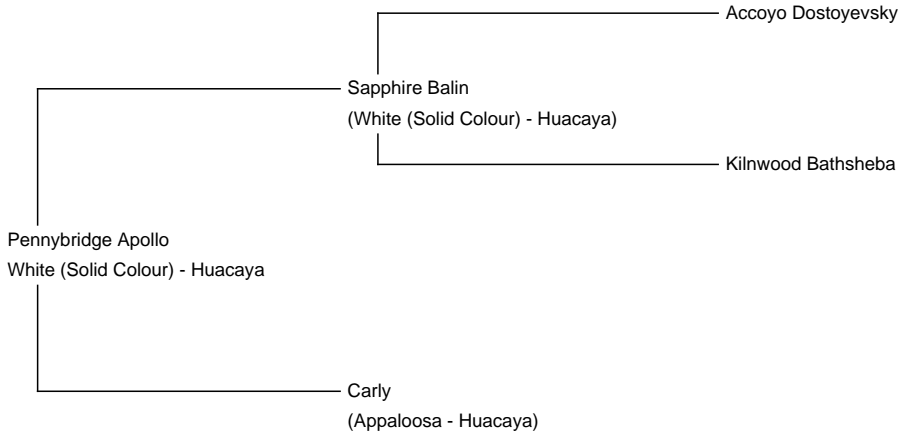 Accoyo Dostoyevsky
Sapphire Balin
(White (Solid Colour) - Huacaya)
Kilnwood Bathsheba
Pennybridge Apollo
White (Solid Colour) - Huacaya
Carly
(Appaloosa - Huacaya)